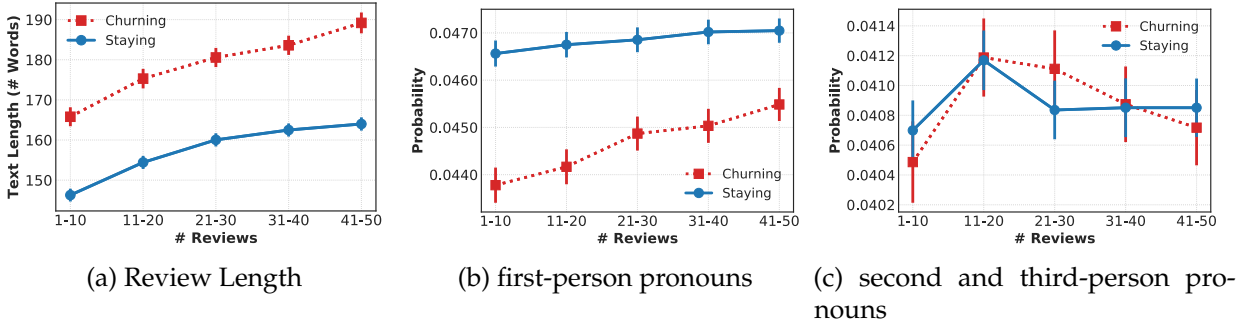 190
180
170
160
150
Text Length (# Words)
Churning
Staying
1-10
11-20
21-30
31-40
41-50
# Reviews
(a) Review Length
0.0470
0.0460
0.0450
0.0440
Probability
Churning
Staying
1-10
11-20
21-30
31-40
41-50
# Reviews
(b) first-person pronouns
0.0414
0.0412
0.0410
0.0408
0.0406
0.0404
0.0402
Probability
Churning
Staying
1-10
11-20
21-30
31-40
41-50
# Reviews
(c) second and third-person pro-
nouns